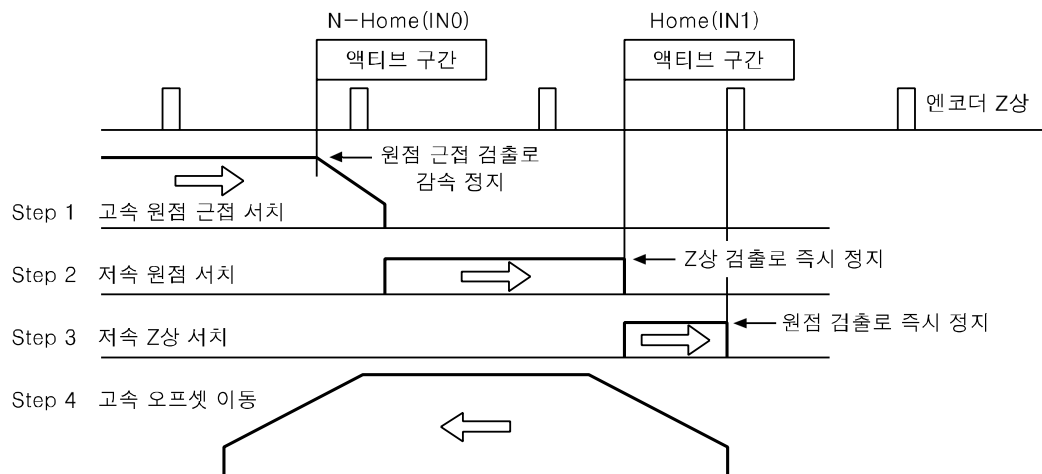 N-Home(IN0)
Home(IN1)
액티브 구간
액티브 구간
엔코더 Z상
원점 근접 검출로
감속 정지
Step 1 고속 원점 근접 서치
Z상 검출로 즉시 정지
Step 2 저속 원점 서치
원점 검출로 즉시 정지
Step 3 저속 Z상 서치
Step 4 고속 오프셋 이동